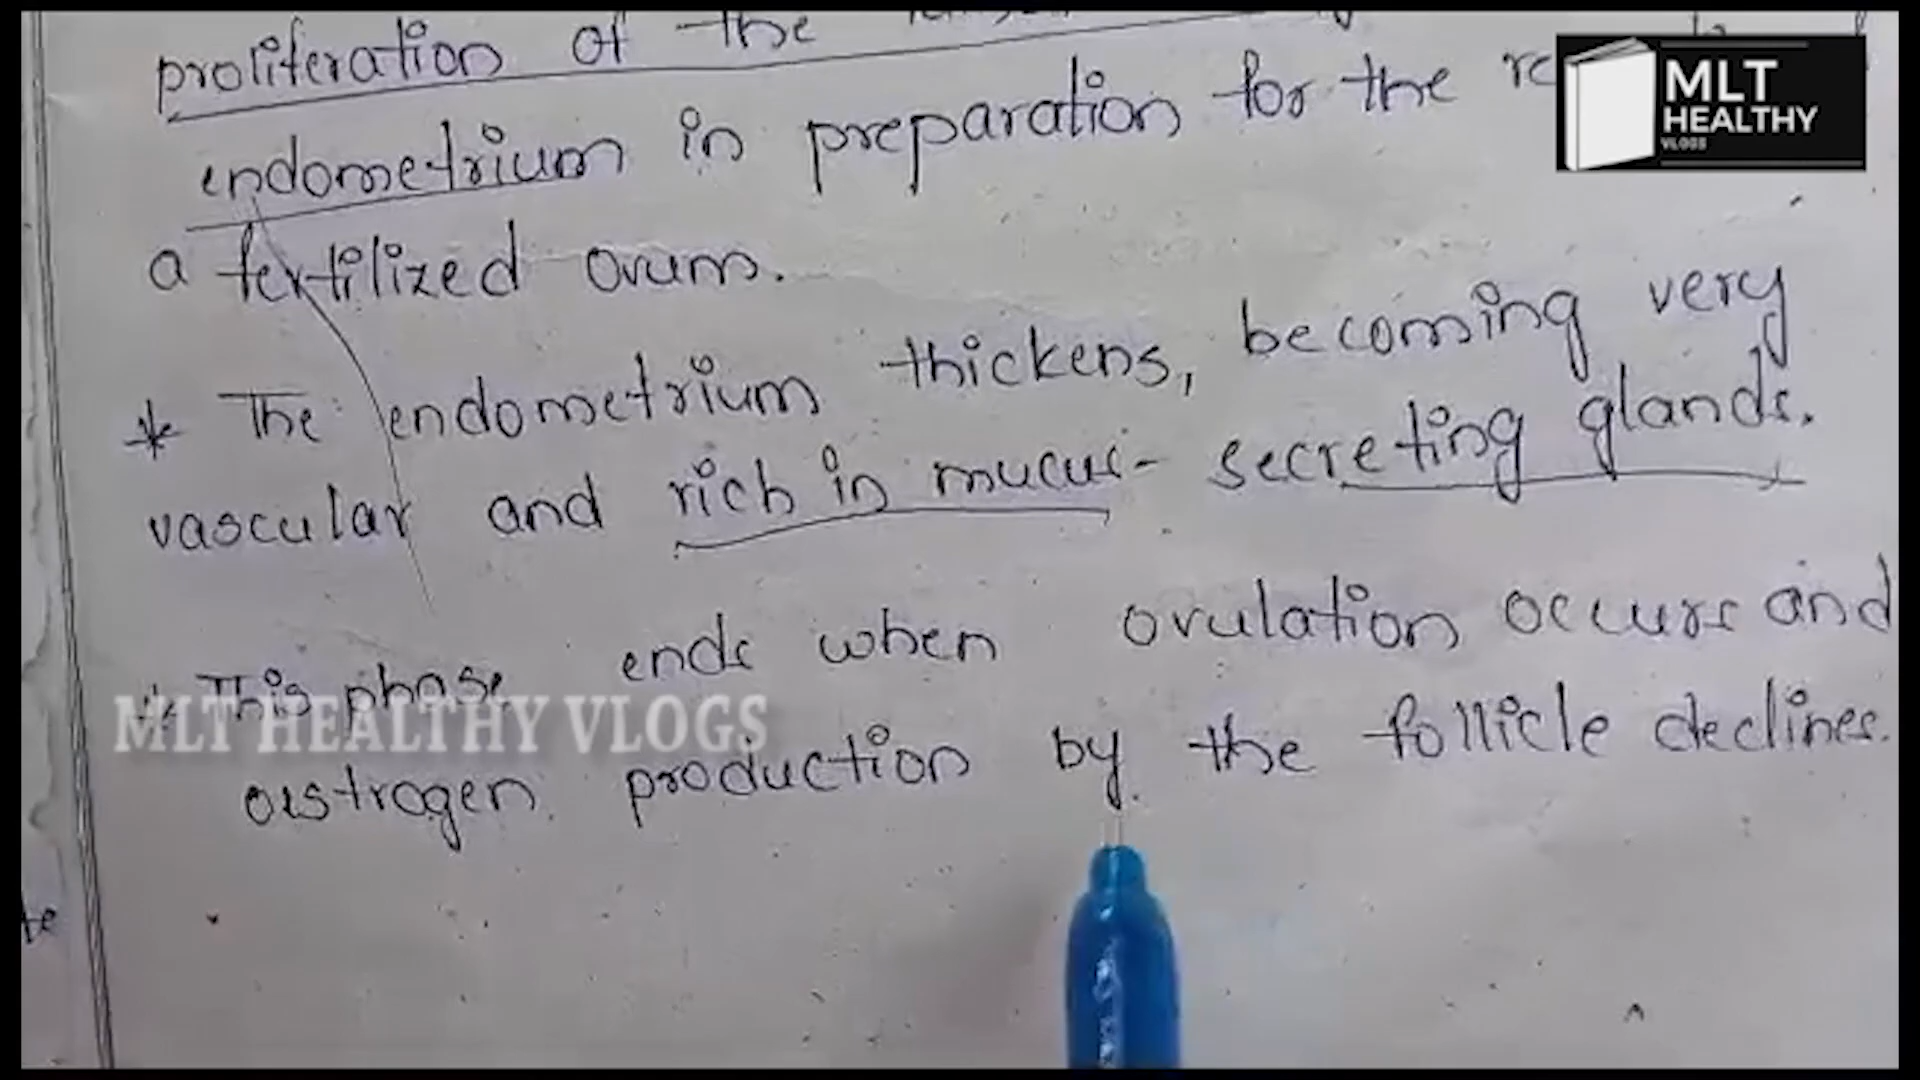 proliferation of the
endometrium in preparation for the
a fertilized ovum.
* The endometrium thickens, becoming very
vascular and rich in mucus- secreting glands.
* This phase ends when ovulation occurs and
oestrogen production by the follicle declines.
MLT
HEALTHY
VLOGS
MLT HEALTHY VLOGS
te